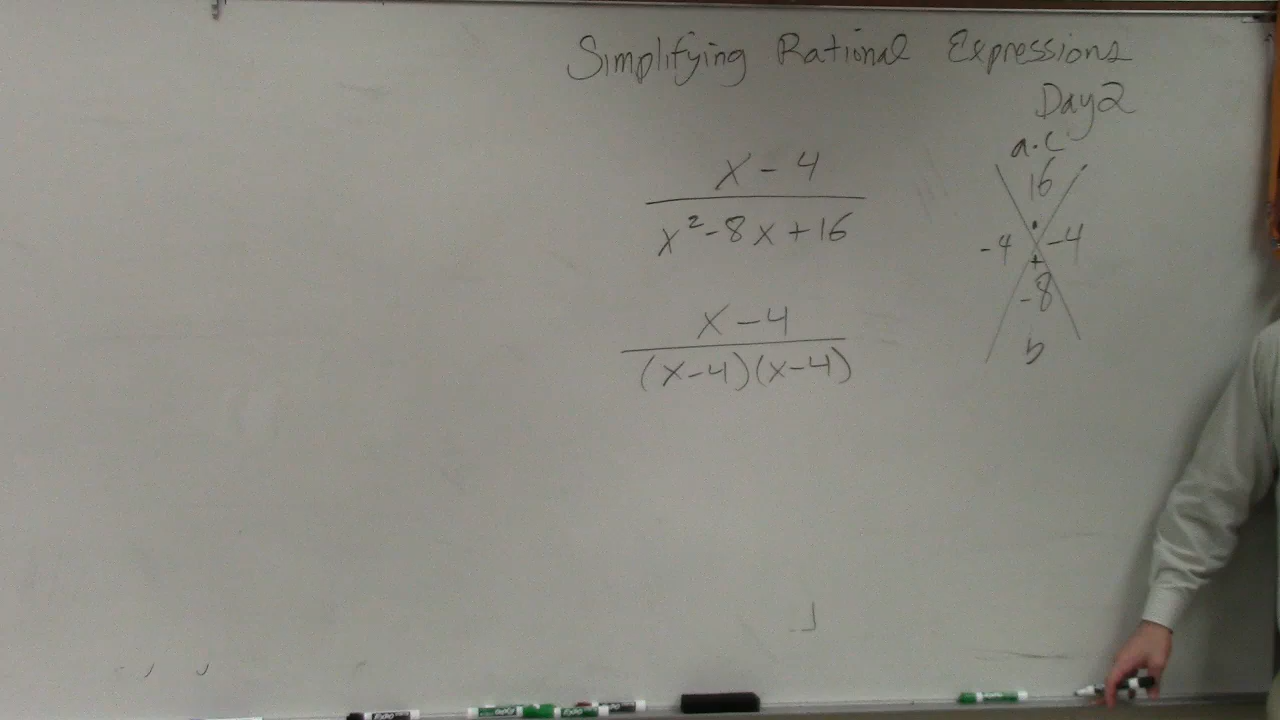 Simplifying Rational Expressions
Day 2
a·c
x - 4
16
x² - 8x + 16
·
-4 -4
+
-8
x - 4
b
(x-4)(x-4)